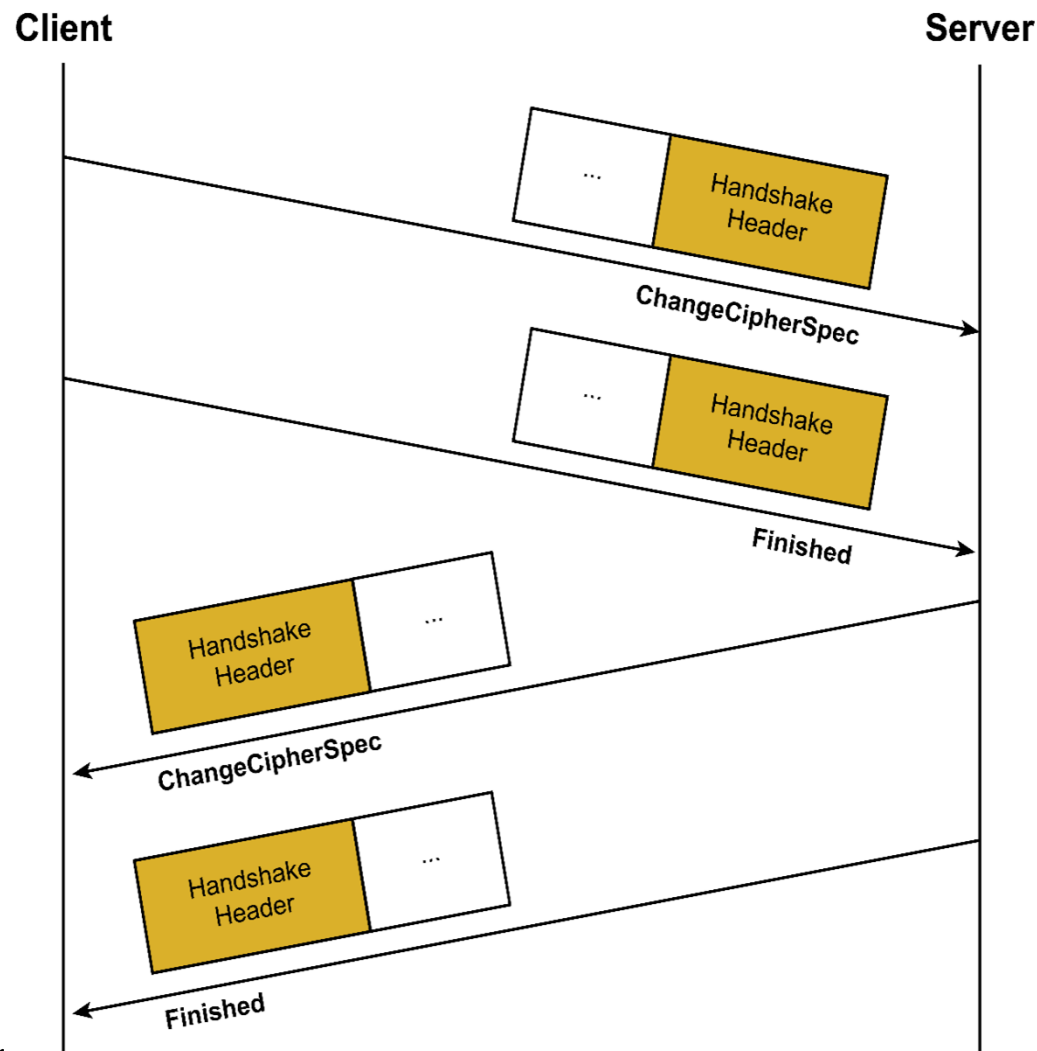 Client
Server
...
Handshake
Header
ChangeCipherSpec
...
Handshake
Header
Finished
Handshake
Header
...
ChangeCipherSpec
Handshake
Header
...
Finished